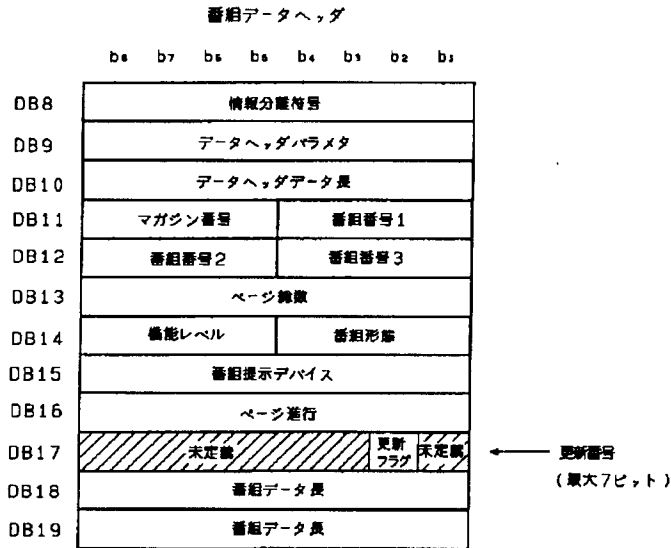 番組データヘッダ
b8 b7 b6 b5 b4 b3 b2 b1
DB8 情報分離符号
DB9 データヘッダパラメタ
DB10 データヘッダデータ長
DB11 マガジン番号 番組番号1
DB12 番組番号2 番組番号3
DB13 ページ総数
DB14 機能レベル 番組形態
DB15 番組提示デバイス
DB16 ページ進行
DB17 未定義 更新フラグ 未定義 ← 更新番号
(最大7ビット)
DB18 番組データ長
DB19 番組データ長